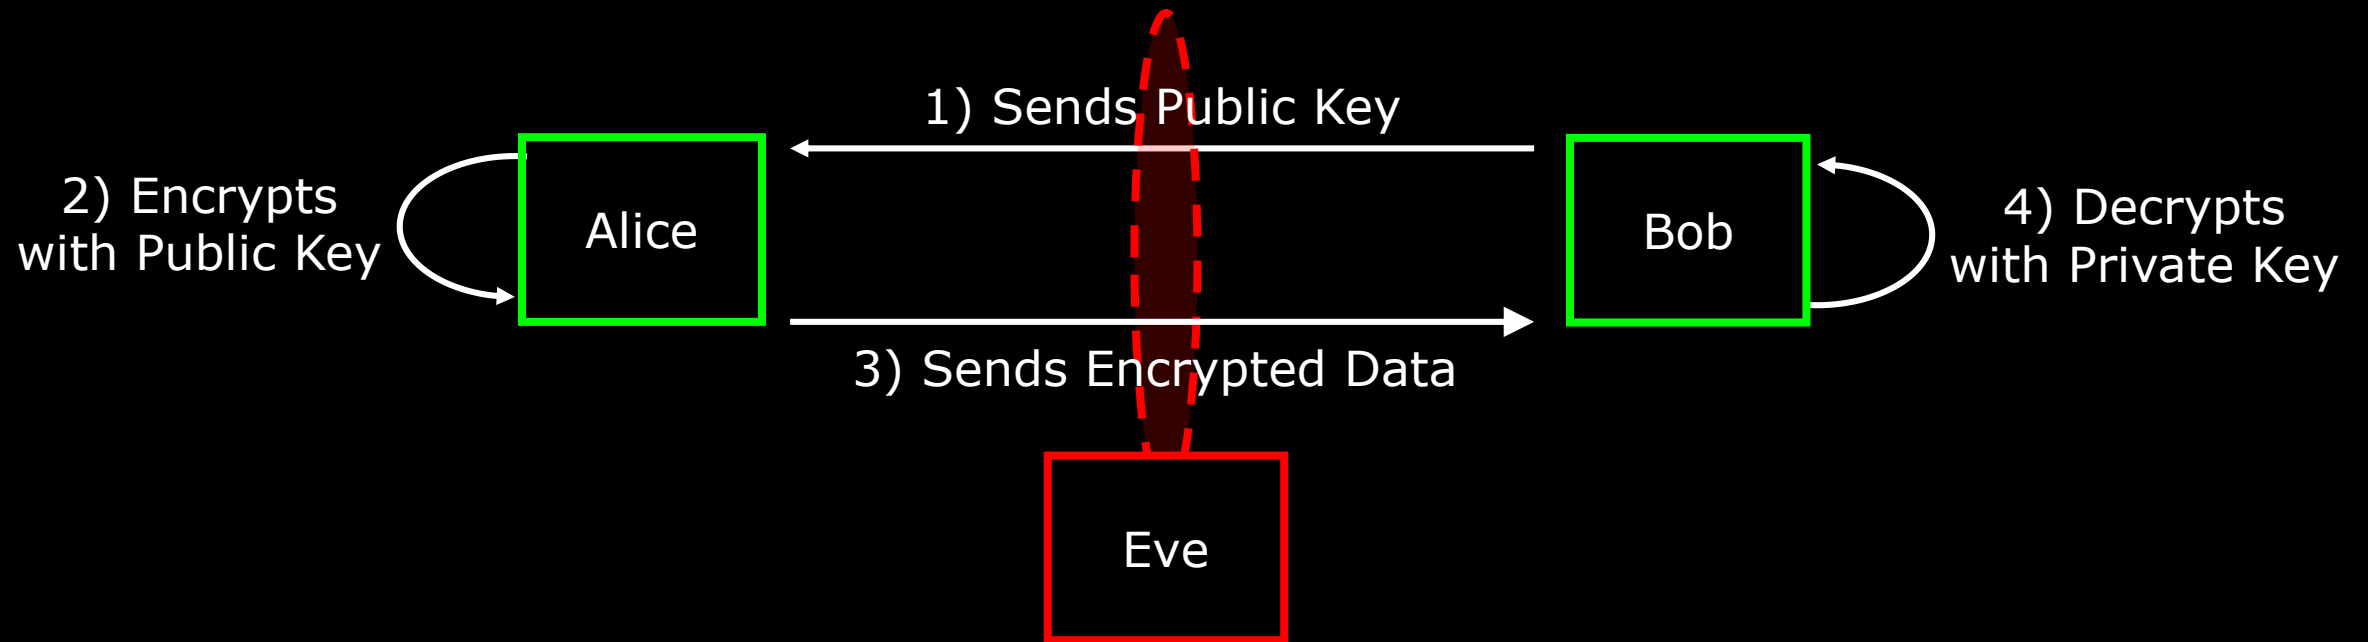 1) Sends Public Key
2) Encrypts
with Public Key
Alice
Bob
4) Decrypts
with Private Key
3) Sends Encrypted Data
Eve